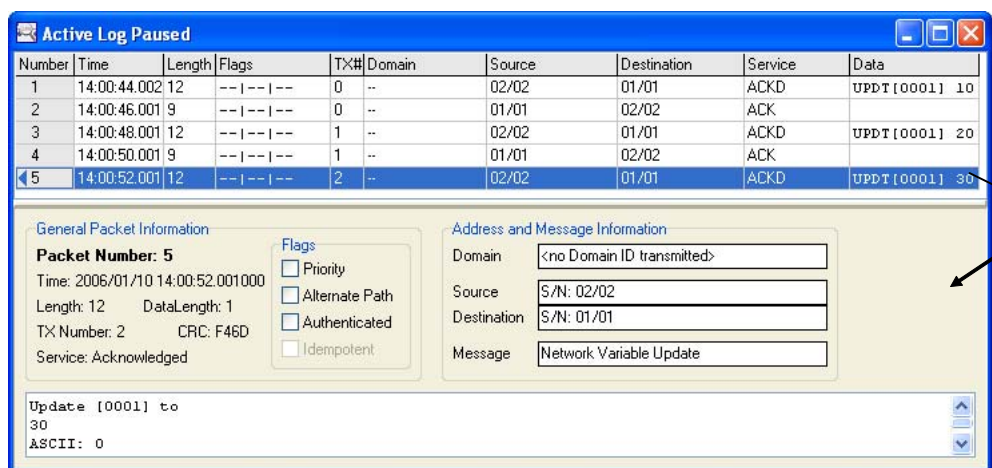 Active Log Paused
Number Time Length Flags TX# Domain Source Destination Service Data
1 14:00:44.002 12 --|--|-- 0 -- 02/02 01/01 ACKD UPDT[0001] 10
2 14:00:46.001 9 --|--|-- 0 -- 01/01 02/02 ACK
3 14:00:48.001 12 --|--|-- 1 -- 02/02 01/01 ACKD UPDT[0001] 20
4 14:00:50.001 9 --|--|-- 1 -- 01/01 02/02 ACK
5 14:00:52.001 12 --|--|-- 2 -- 02/02 01/01 ACKD UPDT[0001] 30
General Packet Information
Packet Number: 5
Time: 2006/01/10 14:00:52.001000
Length: 12 DataLength: 1
TX Number: 2 CRC: F46D
Service: Acknowledged
Flags
Priority
Alternate Path
Authenticated
Idempotent
Address and Message Information
Domain <no Domain ID transmitted>
Source S/N: 02/02
Destination S/N: 01/01
Message Network Variable Update
Update [0001] to
30
ASCII: 0